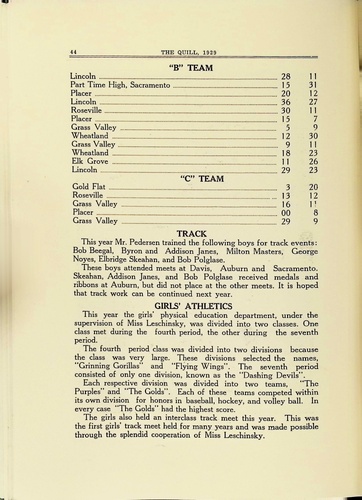 44 THE QUILL, 1929
"B" TEAM
Lincoln 28 11
Part Time High, Sacramento 15 31
Placer 20 12
Lincoln 36 27
Roseville 30 11
Placer 15 7
Grass Valley 5 9
Wheatland 12 30
Grass Valley 9 11
Wheatland 18 23
Elk Grove 11 26
Lincoln 29 23
"C" TEAM
Gold Flat 3 20
Roseville 13 12
Grass Valley 16
Placer 00 8
Grass Valley 29 9
TRACK
This year Mr. Pedersen trained the following boys for track events:
Bob Beegal, Byron and Addison Janes, Milton Masters, George
Noyes, Elbridge Skeahan, and Bob Polglase.
These boys attended meets at Davis, Auburn and Sacramento.
Skeahan, Addison Janes, and Bob Polglase received medals and
ribbons at Auburn, but did not place at the other meets. It is hoped
that track work can be continued next year.
GIRLS' ATHLETICS
This year the girls' physical education department, under the
supervision of Miss Leschinsky, was divided into two classes. One
class met during the fourth period, the other during the seventh
period.
The fourth period class was divided into two divisions because
the class was very large. These divisions selected the names,
"Grinning Gorillas" and "Flying Wings". The seventh period
consisted of only one division, known as the "Dashing Devils".
Each respective division was divided into two teams, "The
Purples" and "The Golds". Each of these teams competed within
its own division for honors in baseball, hockey, and volley ball. In
every case "The Golds" had the highest score.
The girls also held an interclass track meet this year. This was
the first girls' track meet held for many years and was made possible
through the splendid cooperation of Miss Leschinsky.